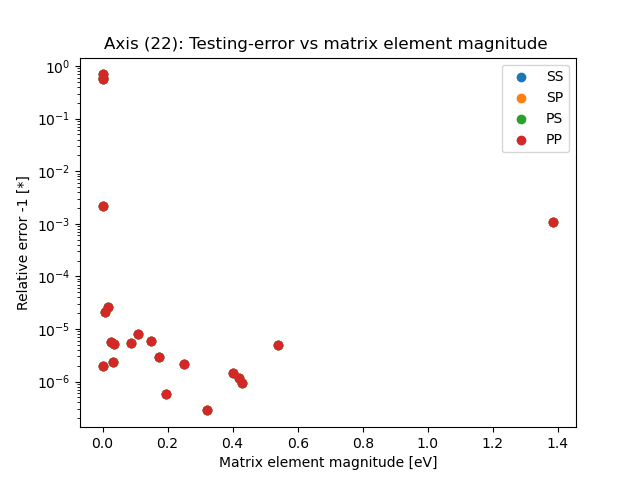 Axis (22): Testing-error vs matrix element magnitude
SS
SP
PS
PP
Relative error -1 [*]
10⁰
10⁻¹
10⁻²
10⁻³
10⁻⁴
10⁻⁵
10⁻⁶
0.0 0.2 0.4 0.6 0.8 1.0 1.2 1.4
Matrix element magnitude [eV]